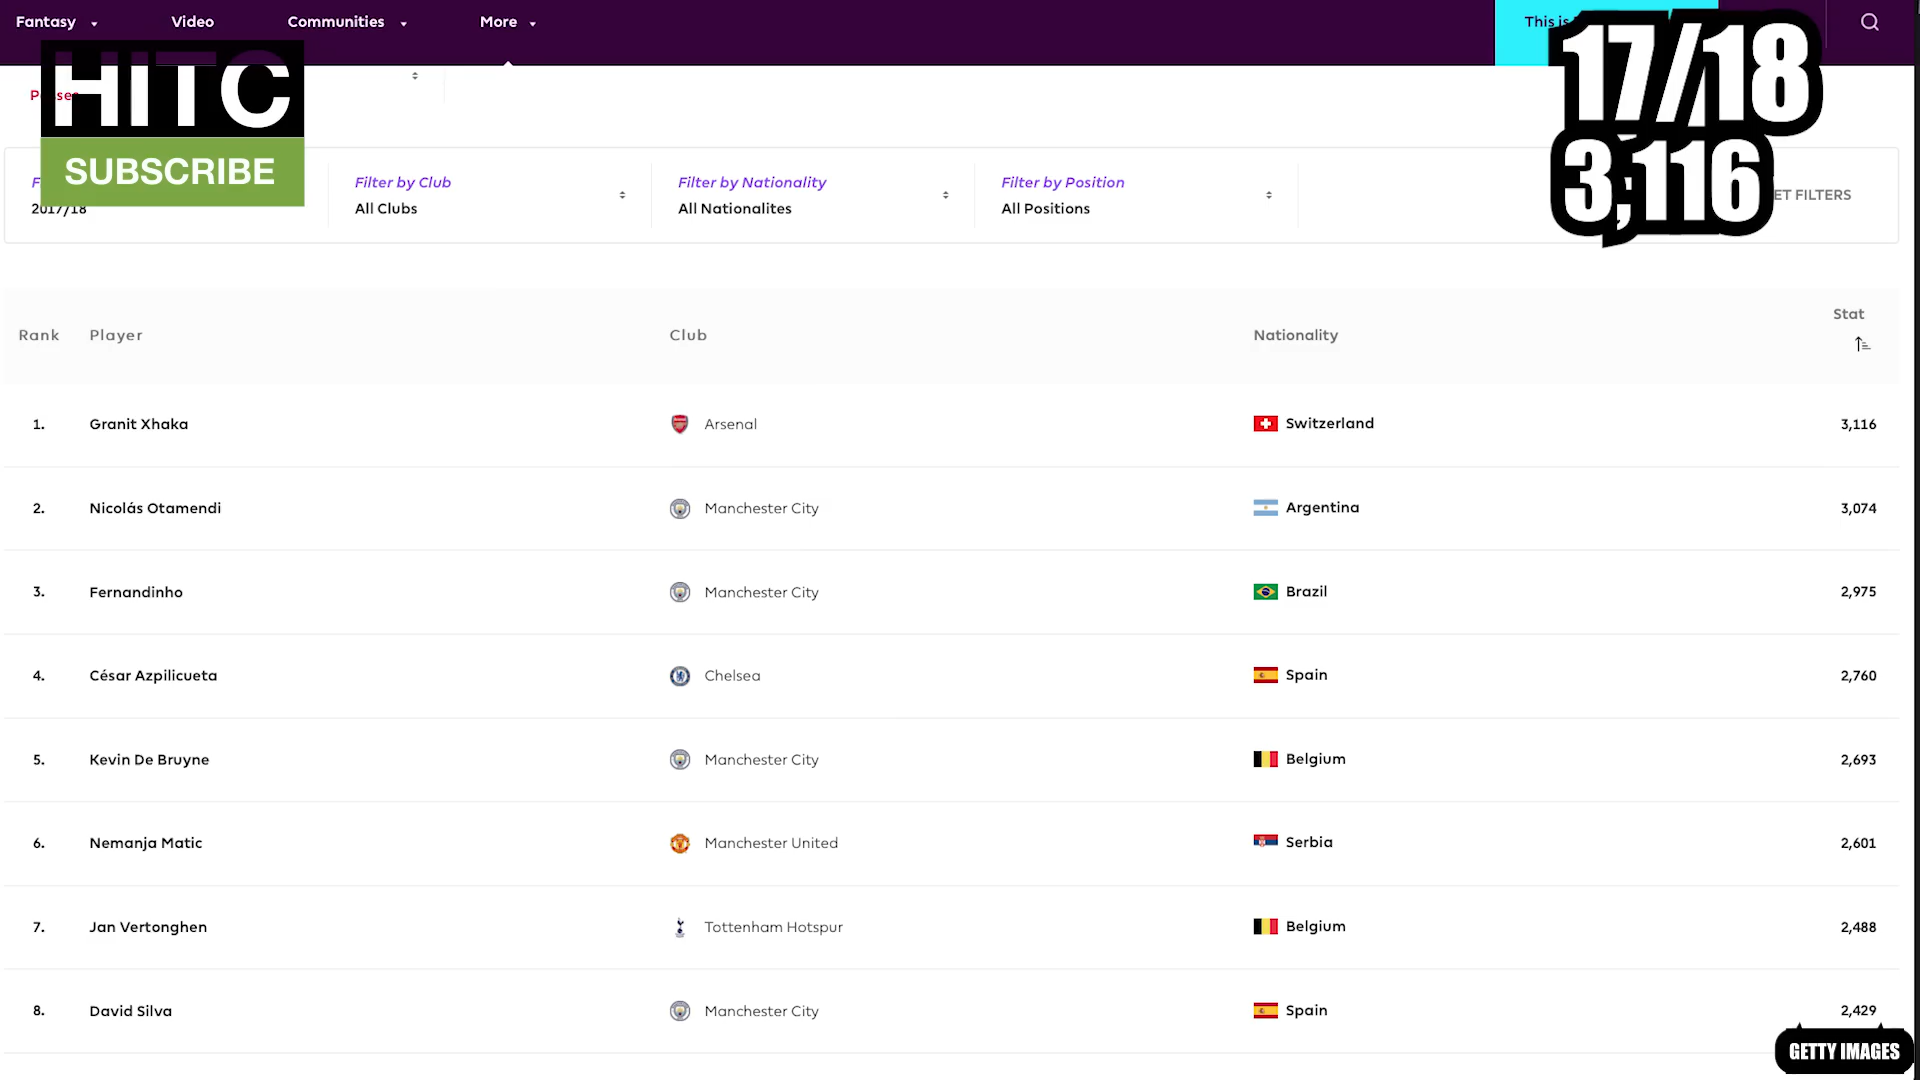 Fantasy Video Communities More
This is
17/18
3,116
HITC
SUBSCRIBE
Filter by Club
Filter by Nationality
Filter by Position
2017/18
All Clubs
All Nationalites
All Positions
ET FILTERS
Rank Player Club Nationality Stat
1. Granit Xhaka Arsenal Switzerland 3,116
2. Nicolás Otamendi Manchester City Argentina 3,074
3. Fernandinho Manchester City Brazil 2,975
4. César Azpilicueta Chelsea Spain 2,760
5. Kevin De Bruyne Manchester City Belgium 2,693
6. Nemanja Matic Manchester United Serbia 2,601
7. Jan Vertonghen Tottenham Hotspur Belgium 2,488
8. David Silva Manchester City Spain 2,429
GETTY IMAGES